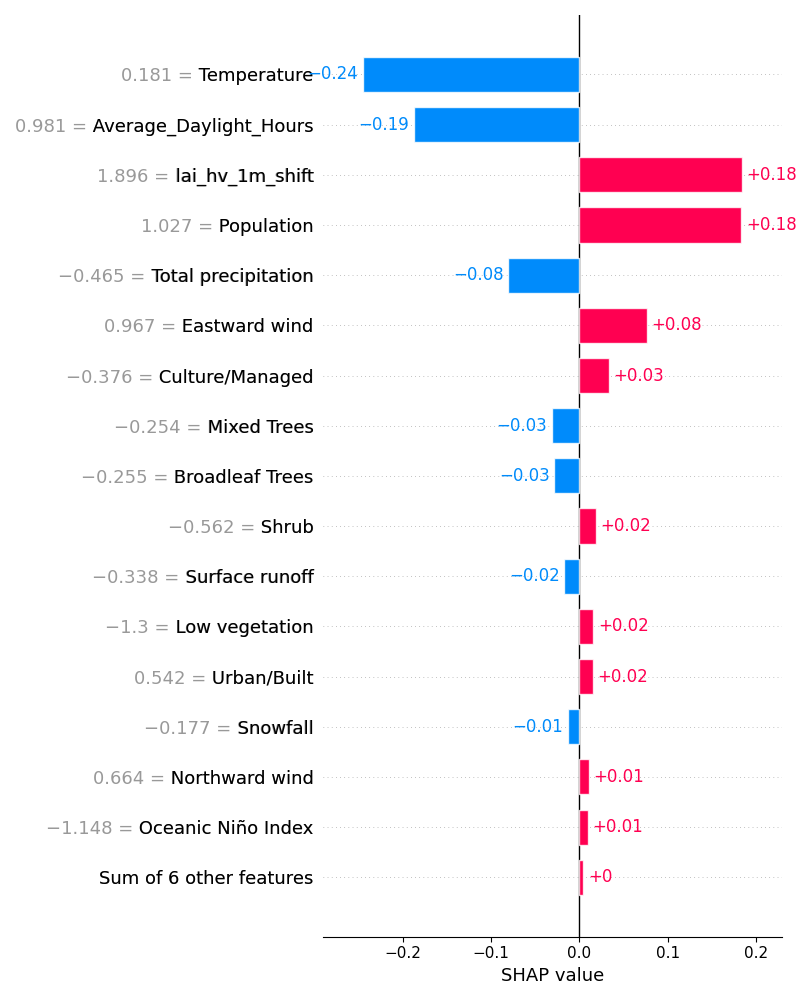 0.181 = Temperature −0.24
0.981 = Average_Daylight_Hours −0.19
1.896 = lai_hv_1m_shift +0.18
1.027 = Population +0.18
−0.465 = Total precipitation −0.08
0.967 = Eastward wind +0.08
−0.376 = Culture/Managed +0.03
−0.254 = Mixed Trees −0.03
−0.255 = Broadleaf Trees −0.03
−0.562 = Shrub +0.02
−0.338 = Surface runoff −0.02
−1.3 = Low vegetation +0.02
0.542 = Urban/Built +0.02
−0.177 = Snowfall −0.01
0.664 = Northward wind +0.01
−1.148 = Oceanic Niño Index +0.01
Sum of 6 other features +0
−0.2 −0.1 0.0 0.1 0.2
SHAP value